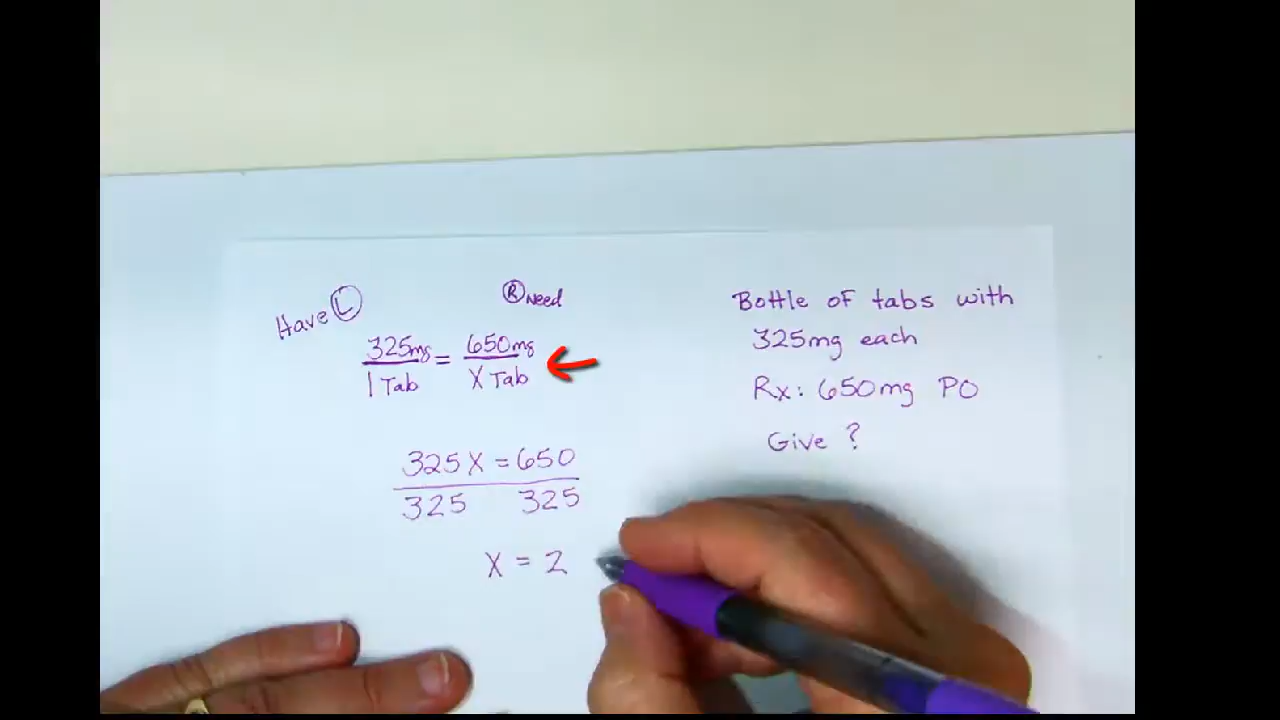 Have Ⓛ
Ⓡ Need
325mg = 650mg
1 Tab X Tab
325X = 650
325 325
X = 2
Bottle of tabs with
325mg each
Rx: 650mg PO
Give ?